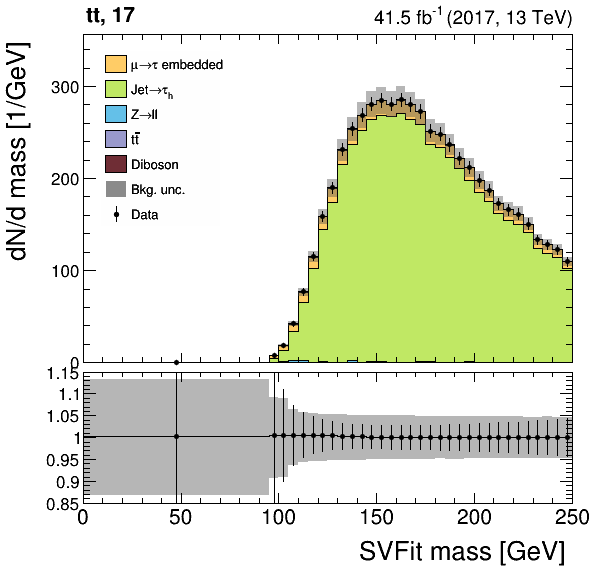 tt, 17
41.5 fb⁻¹ (2017, 13 TeV)
dN/d mass [1/GeV]
300
200
100
0
μ→τ embedded
Jet→τₕ
Z→ll
tt̄
Diboson
Bkg. unc.
Data
1.15
1.1
1.05
1
0.95
0.9
0.85
0 50 100 150 200 250
SVFit mass [GeV]